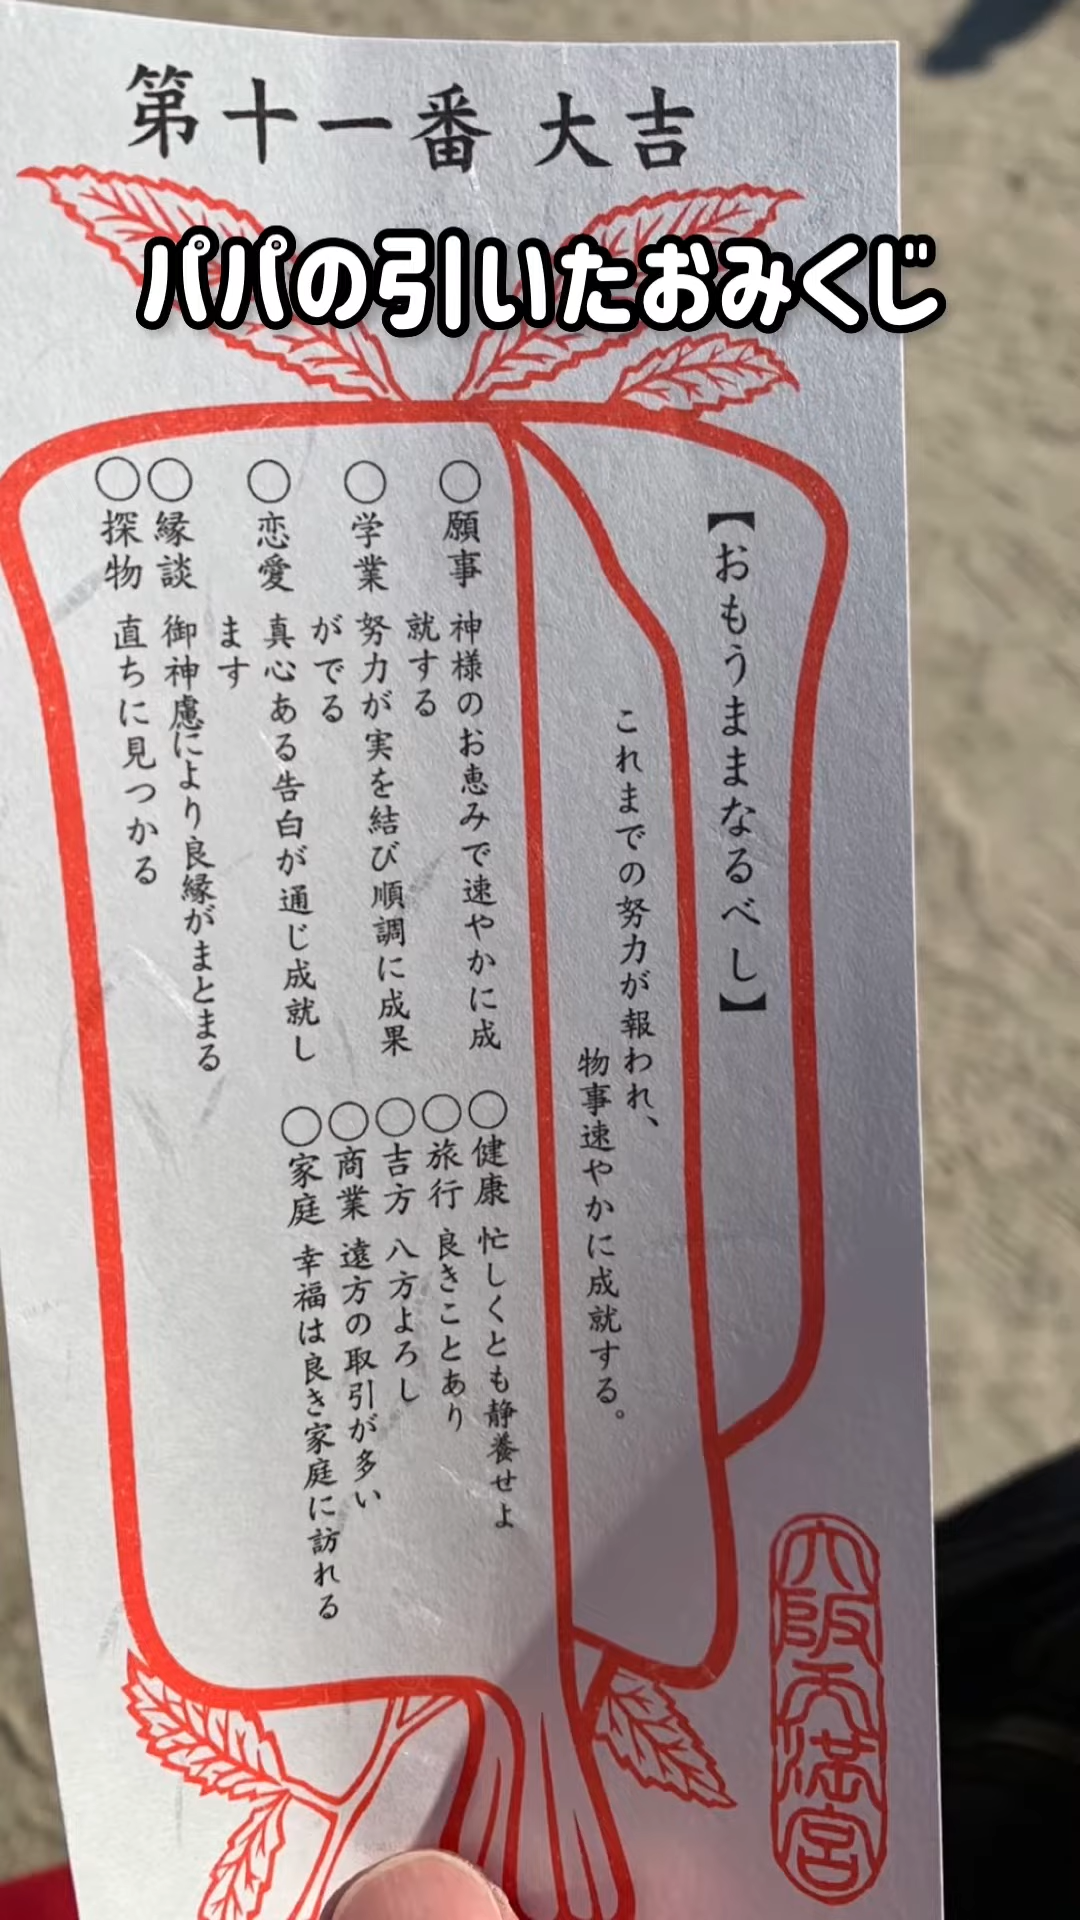 第十一番 大吉
パパの引いたおみくじ
【おもうままなるべし】
これまでの努力が報われ、
物事速やかに成就する。
○願事 神様のお恵みで速やかに成
就する
○学業 努力が実を結び順調に成果
がでる
○恋愛 真心ある告白が通じ成就し
ます
○縁談 御神慮により良縁がまとまる
○探物 直ちに見つかる
○健康 忙しくとも静養せよ
○旅行 良きことあり
○吉方 八方よろし
○商業 遠方の取引が多い
○家庭 幸福は良き家庭に訪れる
大阪天満宮